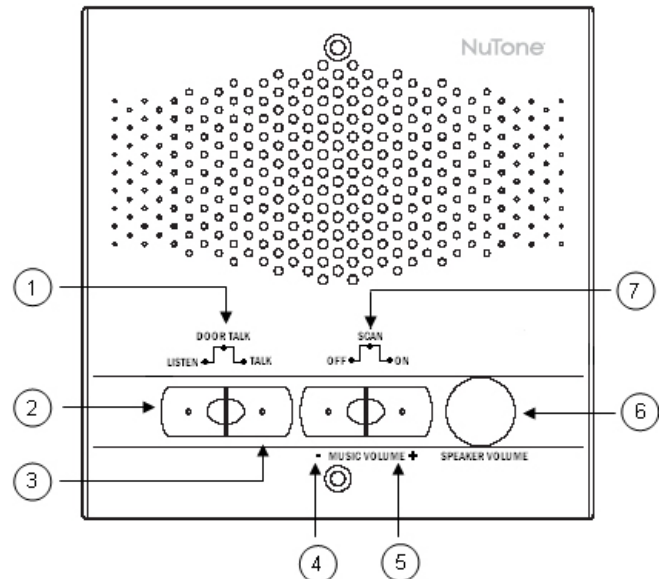 NuTone
1
7
DOOR TALK
SCAN
LISTEN TALK
OFF ON
2
6
- MUSIC VOLUME +
SPEAKER VOLUME
3
4
5